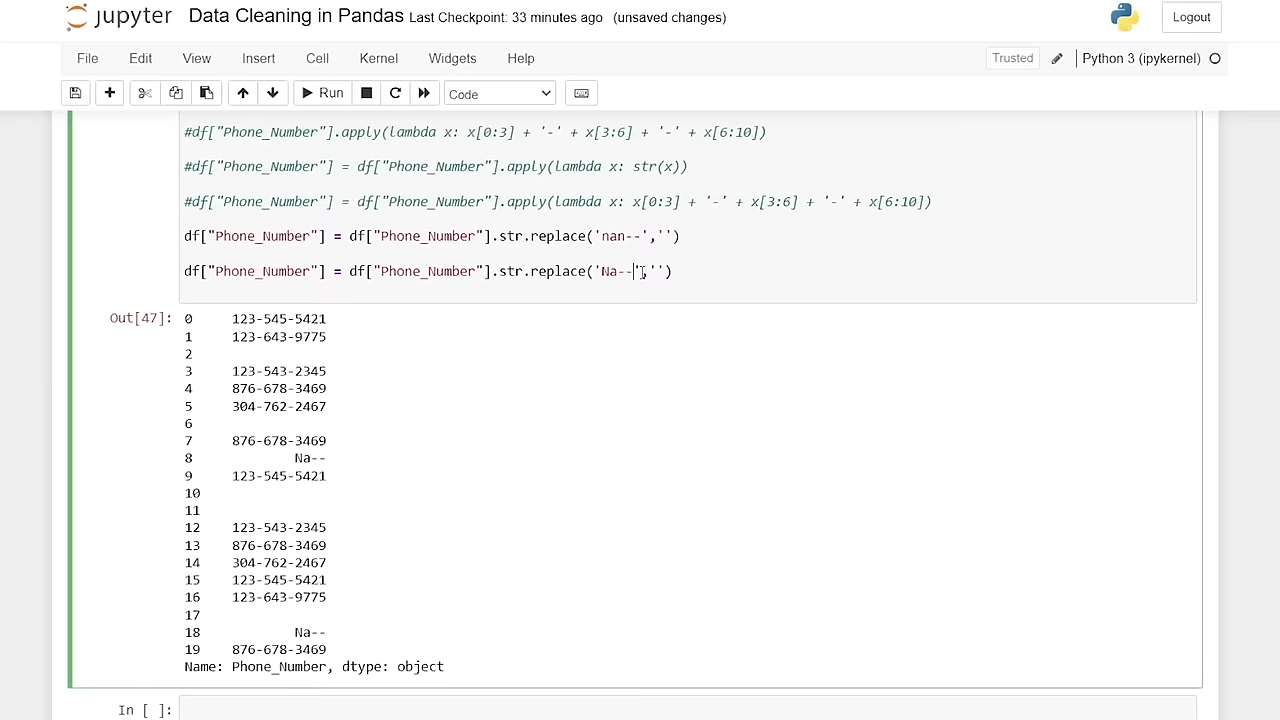 jupyter Data Cleaning in Pandas Last Checkpoint: 33 minutes ago (unsaved changes) Logout
File Edit View Insert Cell Kernel Widgets Help Trusted Python 3 (ipykernel)
Run Code
#df["Phone_Number"].apply(lambda x: x[0:3] + '-' + x[3:6] + '-' + x[6:10])
#df["Phone_Number"] = df["Phone_Number"].apply(lambda x: str(x))
#df["Phone_Number"] = df["Phone_Number"].apply(lambda x: x[0:3] + '-' + x[3:6] + '-' + x[6:10])
df["Phone_Number"] = df["Phone_Number"].str.replace('nan--','')
df["Phone_Number"] = df["Phone_Number"].str.replace('Na--','')
Out[47]: 0 123-545-5421
1 123-643-9775
2
3 123-543-2345
4 876-678-3469
5 304-762-2467
6
7 876-678-3469
8 Na--
9 123-545-5421
10
11
12 123-543-2345
13 876-678-3469
14 304-762-2467
15 123-545-5421
16 123-643-9775
17
18 Na--
19 876-678-3469
Name: Phone_Number, dtype: object
In [ ]: